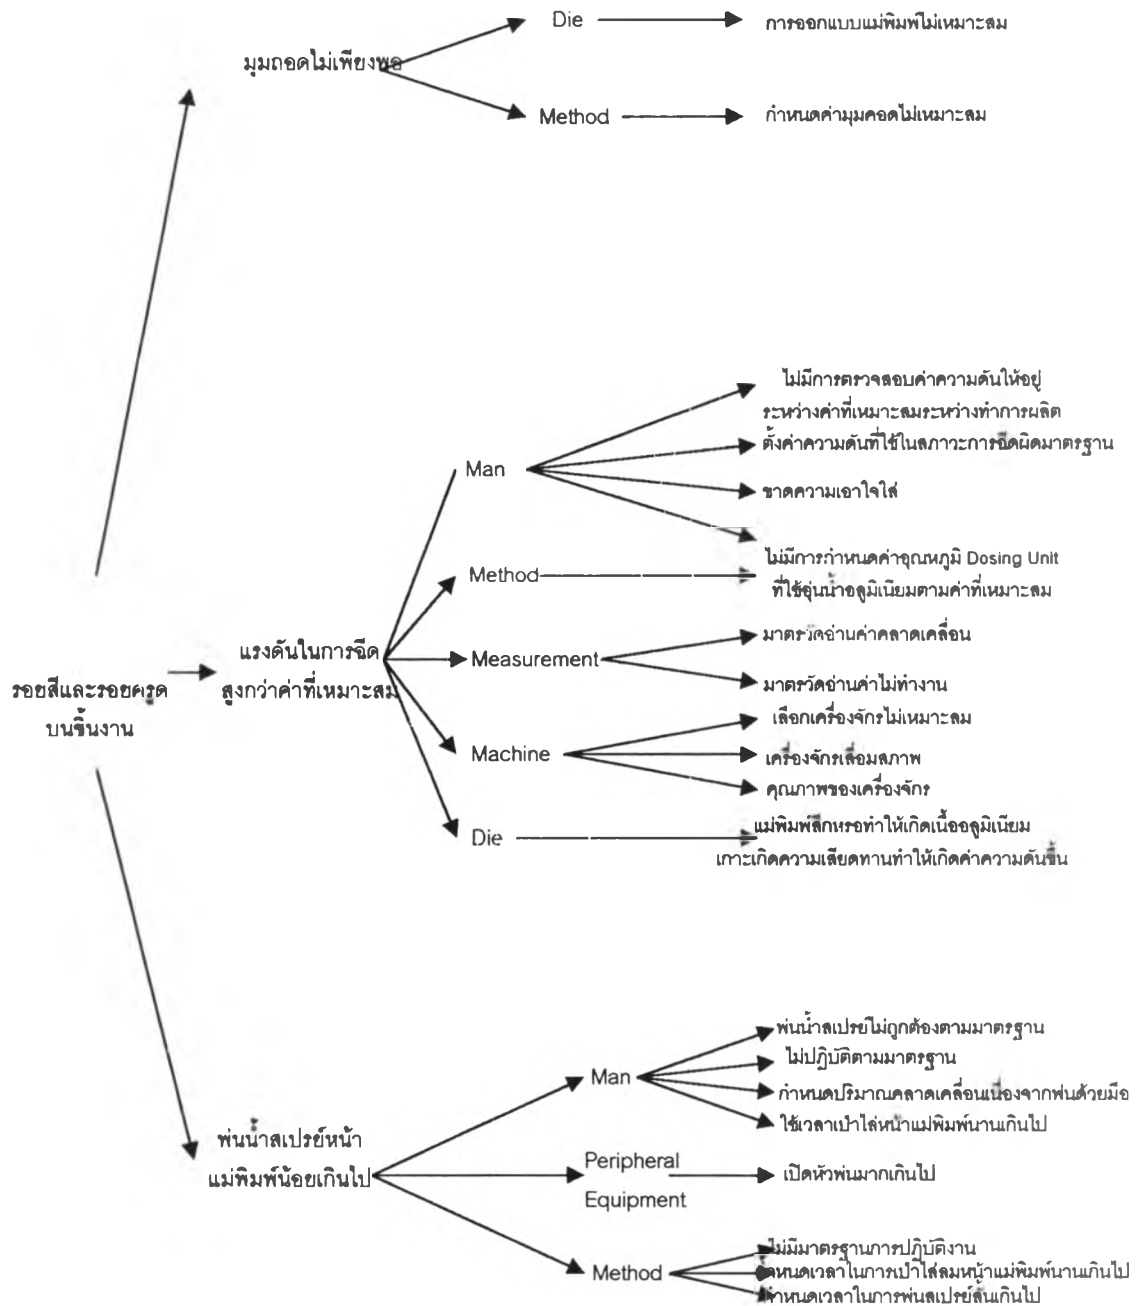 Die
การออกแบบแม่พิมพ์ไม่เหมาะสม
มุมถอดไม่เพียงพอ
Method
กำหนดค่ามุมคอดไม่เหมาะสม
ไม่มีการตรวจสอบค่าความดันให้อยู่
ระหว่างค่าที่เหมาะสมระหว่างทำการผลิต
ตั้งค่าความดันที่ใช้ในสภาวะการฉีดผิดมาตรฐาน
Man
ขาดความเอาใจใส่
ไม่มีการกำหนดค่าอุณหภูมิ Dosing Unit
ที่ใช้อุ่นน้ำอลูมิเนียมตามค่าที่เหมาะสม
Method
มาตรวัดอ่านค่าคลาดเคลื่อน
แรงดันในการฉีด
สูงกว่าค่าที่เหมาะสม
Measurement
มาตรวัดอ่านค่าไม่ทำงาน
รอยสีและรอยครูด
บนชิ้นงาน
เลือกเครื่องจักรไม่เหมาะสม
Machine
เครื่องจักรเสื่อมสภาพ
คุณภาพของเครื่องจักร
Die
แม่พิมพ์สึกหรอทำให้เกิดเนื้ออลูมิเนียม
เกาะเกิดความเสียดทานทำให้เกิดค่าความดันขึ้น
พ่นน้ำสเปรย์ไม่ถูกต้องตามมาตรฐาน
ไม่ปฏิบัติตามมาตรฐาน
Man
กำหนดปริมาณคลาดเคลื่อนเนื่องจากพ่นด้วยมือ
ใช้เวลาเป่าไล่หน้าแม่พิมพ์นานเกินไป
พ่นน้ำสเปรย์หน้า
แม่พิมพ์น้อยเกินไป
Peripheral
Equipment
เปิดหัวพ่นมากเกินไป
ไม่มีมาตรฐานการปฏิบัติงาน
Method
กำหนดเวลาในการเป่าไล่ลมหน้าแม่พิมพ์นานเกินไป
กำหนดเวลาในการพ่นสเปรย์สั้นเกินไป